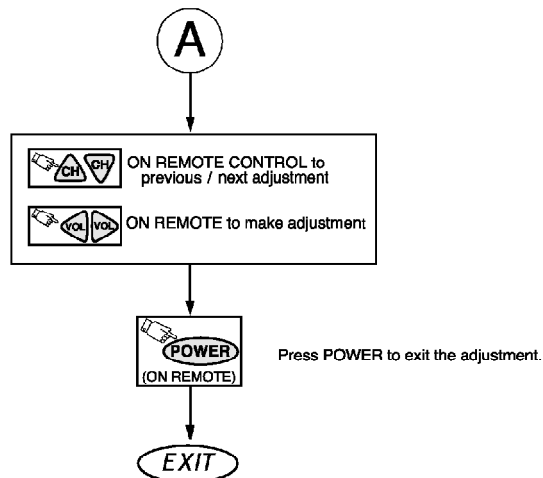 A
CH CH ON REMOTE CONTROL to
previous / next adjustment
VOL VOL ON REMOTE to make adjustment
POWER
(ON REMOTE)
Press POWER to exit the adjustment.
EXIT